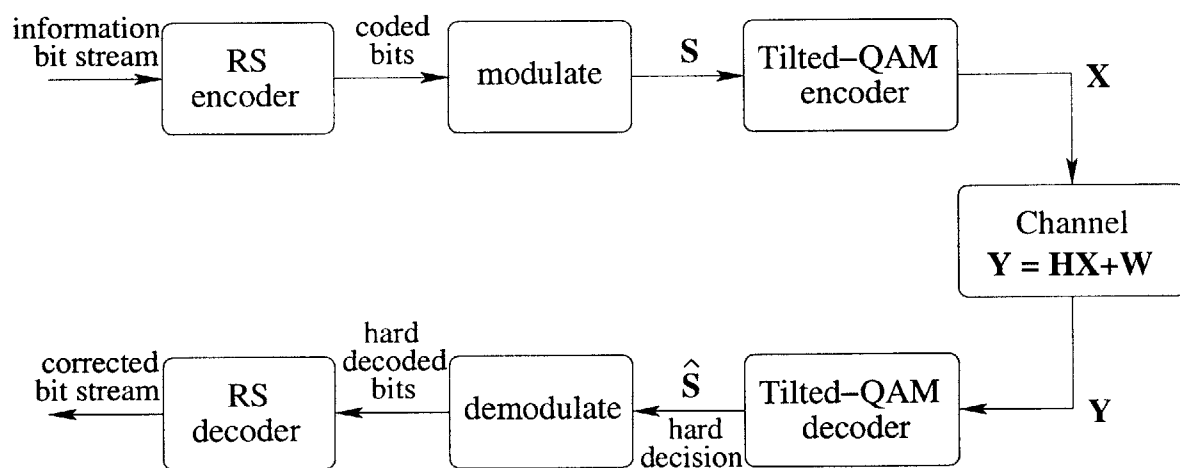 information
bit stream
RS
encoder
coded
bits
modulate
S
Tilted−QAM
encoder
X
Channel
Y = HX+W
Y
Tilted−QAM
decoder
Ŝ
hard
decision
demodulate
hard
decoded
bits
RS
decoder
corrected
bit stream